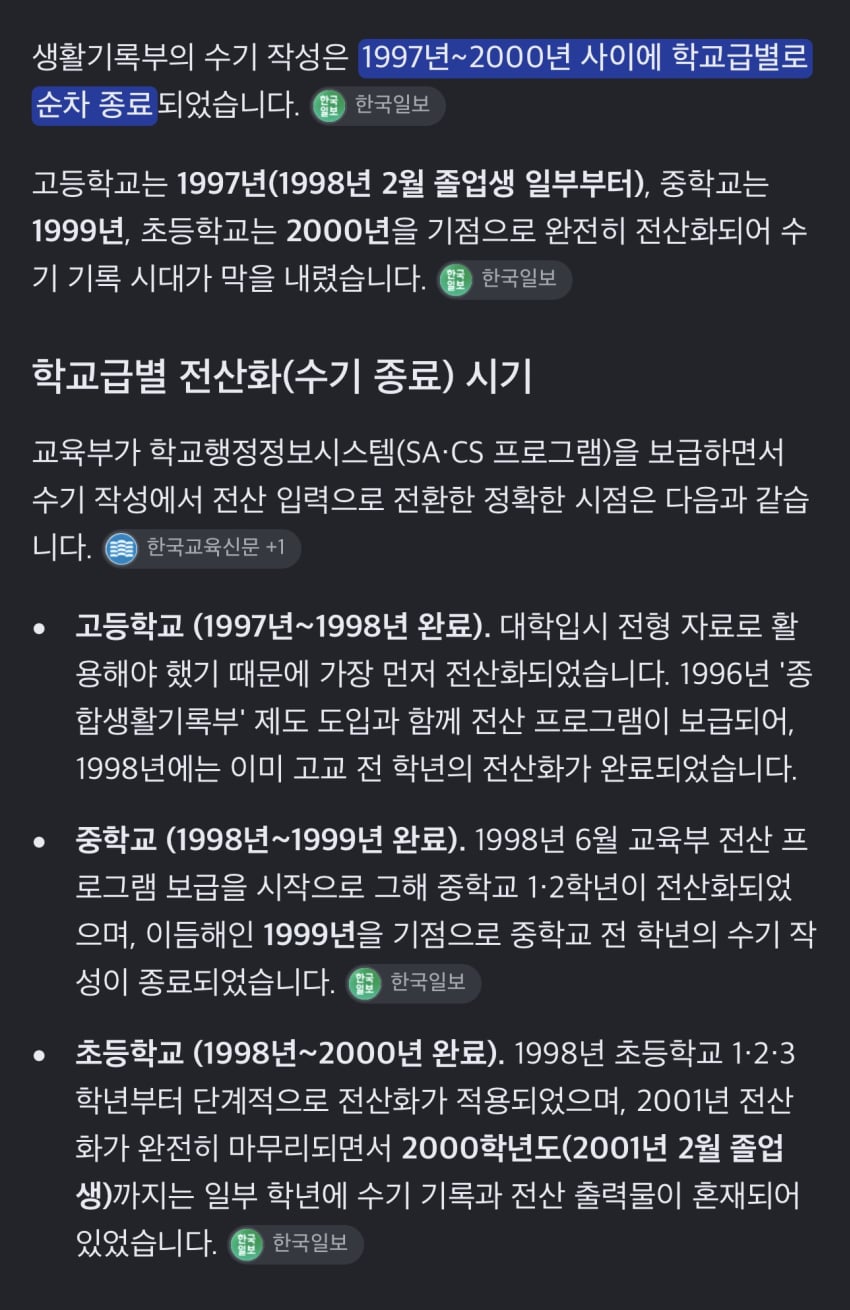 생활기록부의 수기 작성은 1997년~2000년 사이에 학교급별로
순차 종료되었습니다. 한국일보 한국일보
고등학교는 1997년(1998년 2월 졸업생 일부부터), 중학교는
1999년, 초등학교는 2000년을 기점으로 완전히 전산화되어 수
기 기록 시대가 막을 내렸습니다. 한국일보 한국일보
학교급별 전산화(수기 종료) 시기
교육부가 학교행정정보시스템(SA·CS 프로그램)을 보급하면서
수기 작성에서 전산 입력으로 전환한 정확한 시점은 다음과 같습
니다. 한국교육신문 +1
• 고등학교 (1997년~1998년 완료). 대학입시 전형 자료로 활
용해야 했기 때문에 가장 먼저 전산화되었습니다. 1996년 '종
합생활기록부' 제도 도입과 함께 전산 프로그램이 보급되어,
1998년에는 이미 고교 전 학년의 전산화가 완료되었습니다.
• 중학교 (1998년~1999년 완료). 1998년 6월 교육부 전산 프
로그램 보급을 시작으로 그해 중학교 1·2학년이 전산화되었
으며, 이듬해인 1999년을 기점으로 중학교 전 학년의 수기 작
성이 종료되었습니다. 한국일보 한국일보
• 초등학교 (1998년~2000년 완료). 1998년 초등학교 1·2·3
학년부터 단계적으로 전산화가 적용되었으며, 2001년 전산
화가 완전히 마무리되면서 2000학년도(2001년 2월 졸업
생)까지는 일부 학년에 수기 기록과 전산 출력물이 혼재되어
있었습니다. 한국일보 한국일보